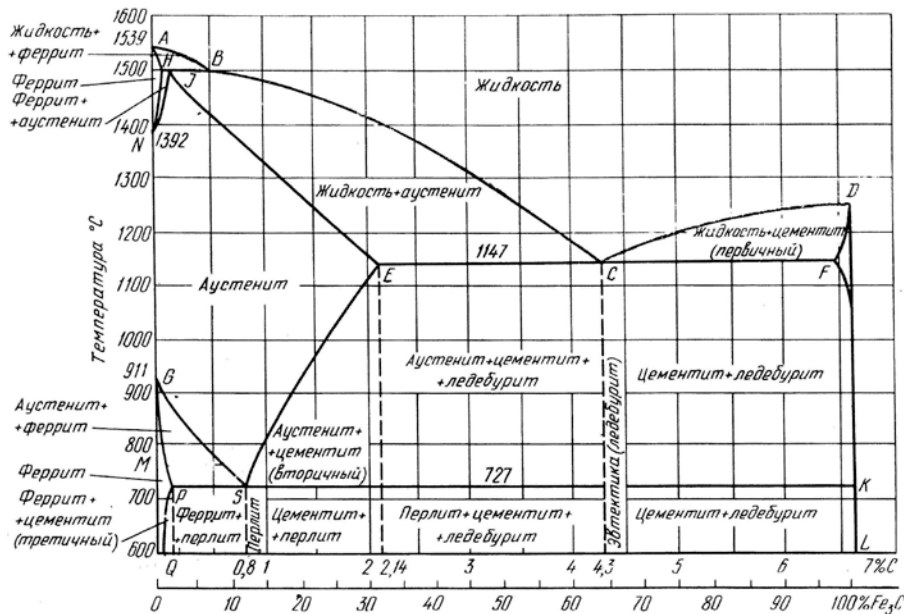 1600
1539
1500
1400
1300
1200
1100
1000
911
900
800
700
600
Температура °C
Жидкость+
+феррит
Феррит
Феррит+
+аустенит
Аустенит+
+феррит
Феррит
Феррит+
+цементит
(третичный)
A
H
J
B
N
1392
Жидкость
Жидкость+аустенит
D
Жидкость+цементит
(первичный)
1147
E
C
F
Аустенит
G
Аустенит+цементит+
+ледебурит
Цементит+ледебурит
Аустенит+
+цементит
(вторичный)
Эвтектика (ледебурит)
M
P
S
727
K
Феррит+
+перлит
Перлит
Цементит+
+перлит
Перлит+цементит+
+ледебурит
Цементит+ледебурит
L
Q 0,8 1 2 2,14 3 4 4,3 5 6 7%C
0 10 20 30 40 50 60 70 80 90 100%Fe₃C